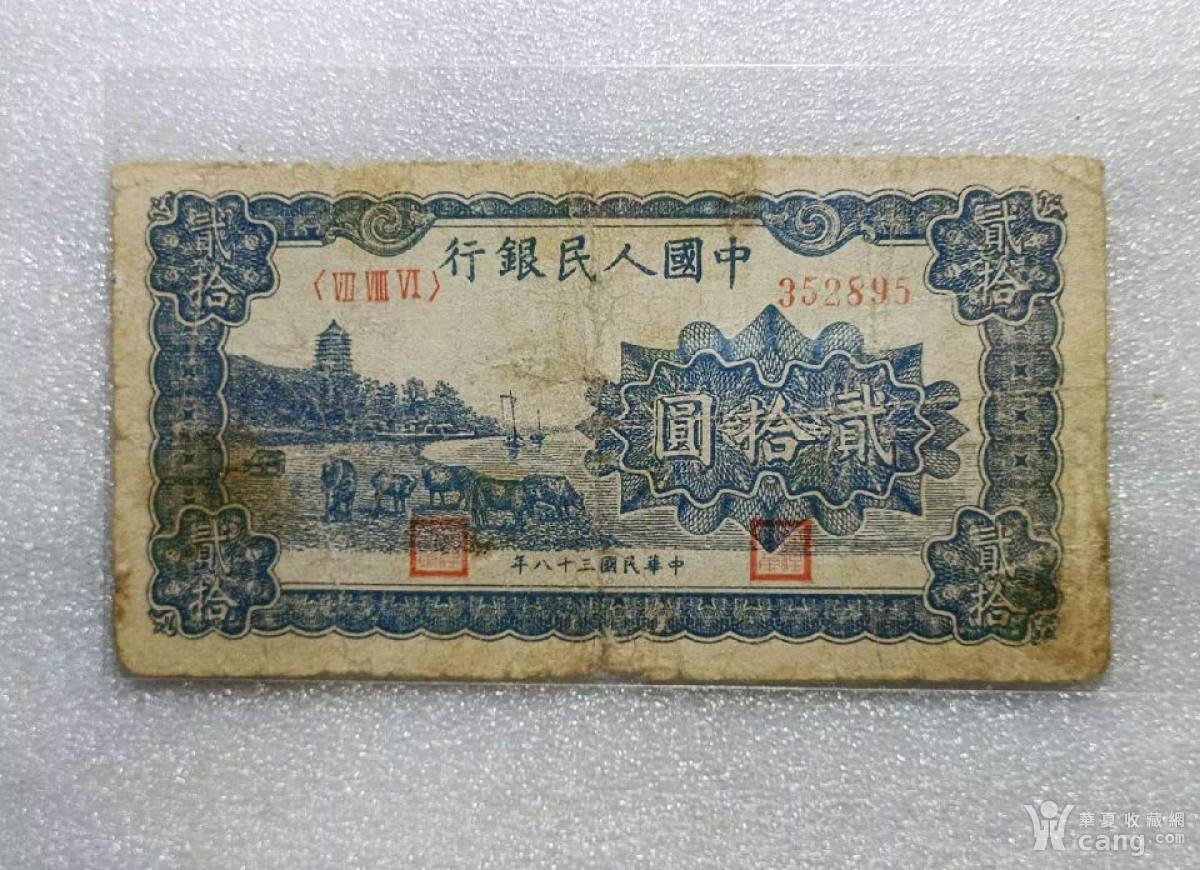 中國人民銀行
〈Ⅶ Ⅷ Ⅵ〉
352895
貳拾
貳拾
貳拾圓
貳拾
貳拾
中華民國三十八年
華夏收藏網
cang.com